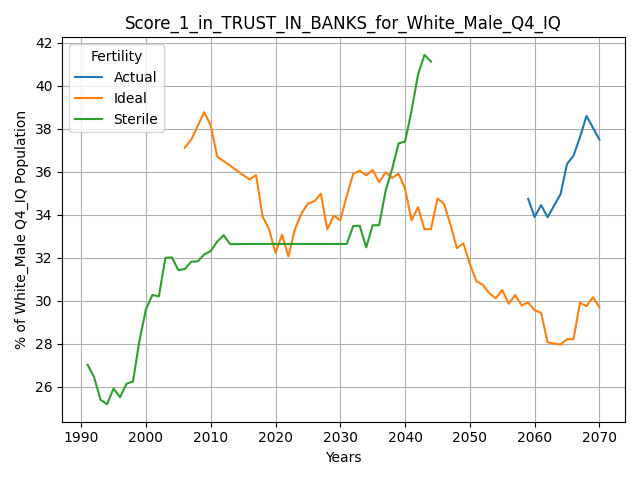 Score_1_in_TRUST_IN_BANKS_for_White_Male_Q4_IQ
Fertility
Actual
Ideal
Sterile
% of White_Male Q4_IQ Population
42
40
38
36
34
32
30
28
26
1990 2000 2010 2020 2030 2040 2050 2060 2070
Years